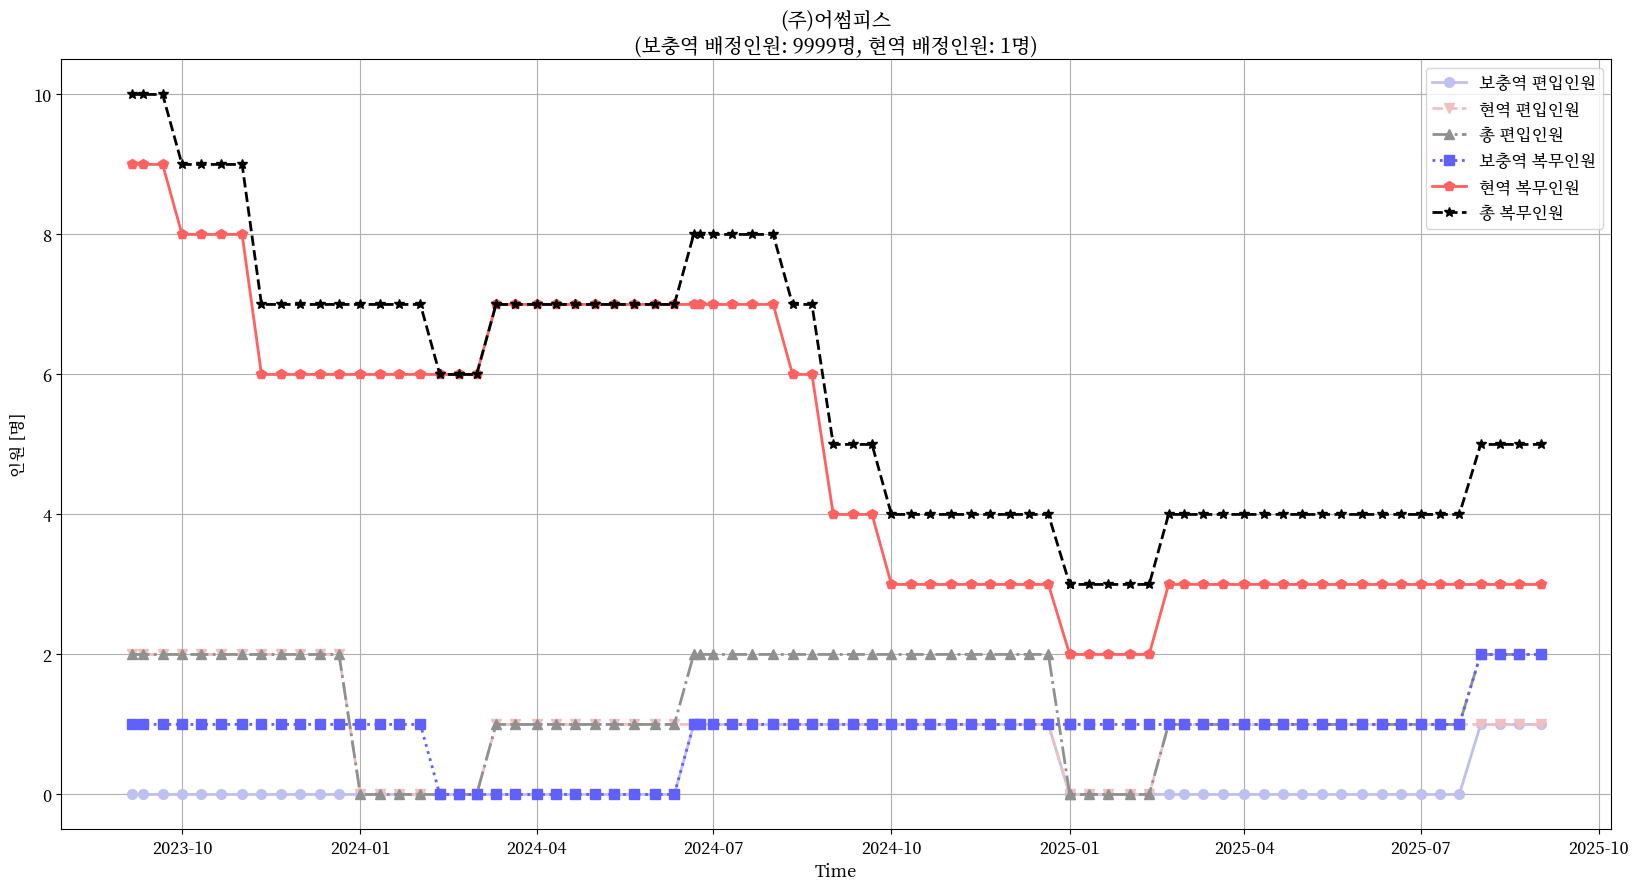 (주)어썸피스
(보충역 배정인원: 9999명, 현역 배정인원: 1명)
보충역 편입인원
현역 편입인원
총 편입인원
보충역 복무인원
현역 복무인원
총 복무인원
인원 [명]
10
8
6
4
2
0
2023-10
2024-01
2024-04
2024-07
2024-10
2025-01
2025-04
2025-07
2025-10
Time